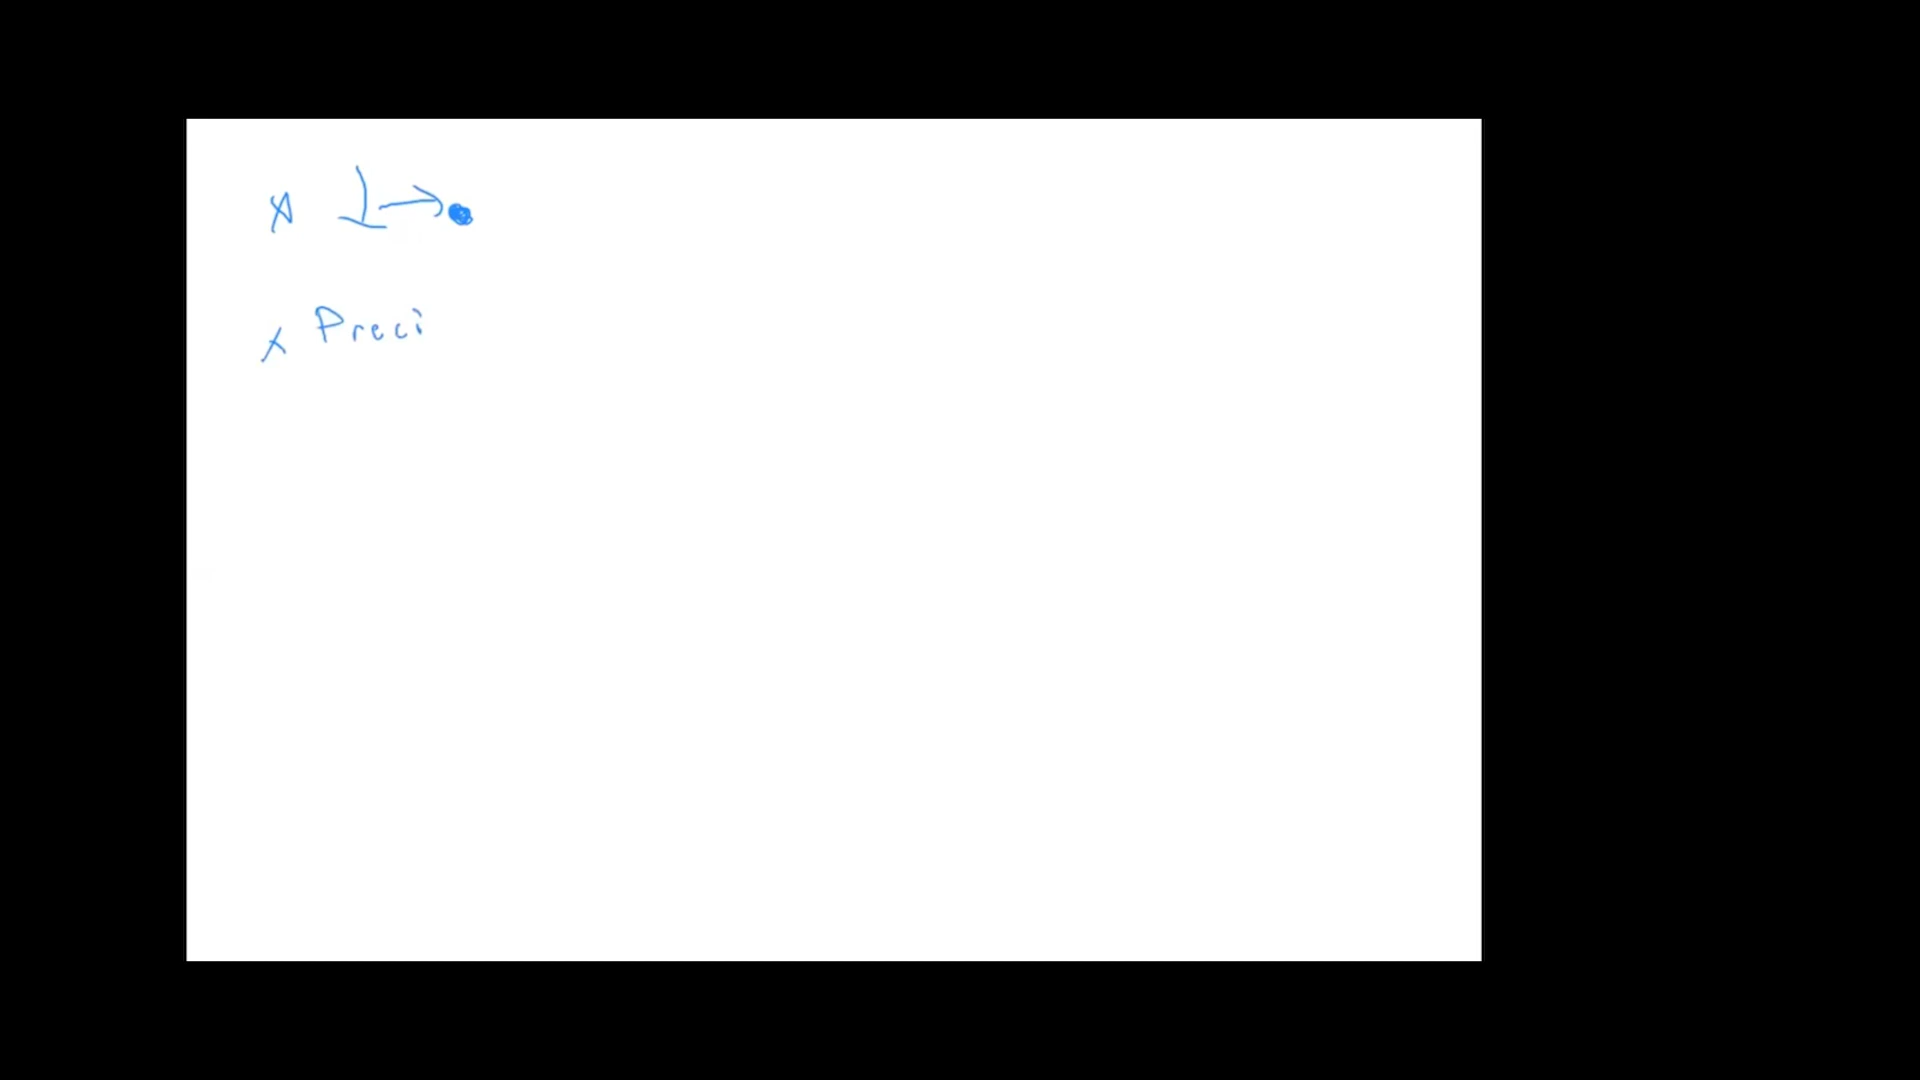 x ⊥→●
x Preci